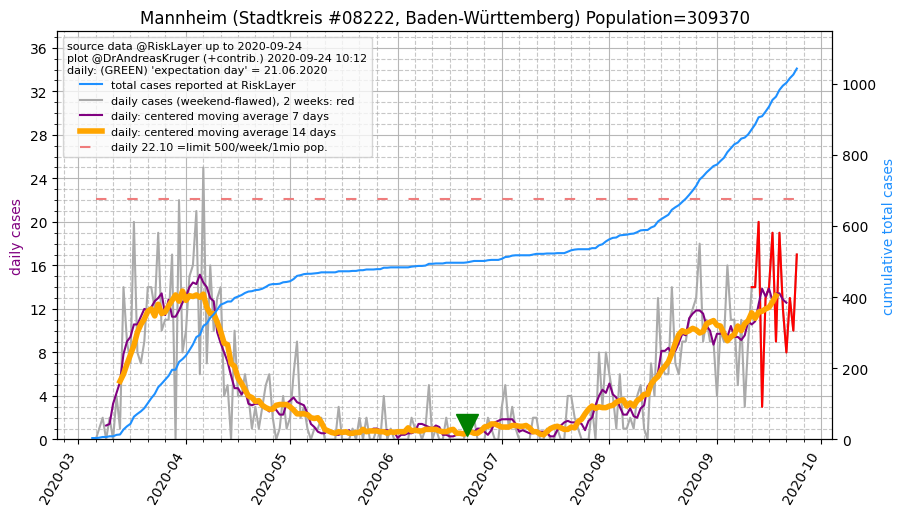 Mannheim (Stadtkreis #08222, Baden-Württemberg) Population=309370
source data @RiskLayer up to 2020-09-24
plot @DrAndreasKruger (+contrib.) 2020-09-24 10:12
daily: (GREEN) 'expectation day' = 21.06.2020
total cases reported at RiskLayer
daily cases (weekend-flawed), 2 weeks: red
daily: centered moving average 7 days
daily: centered moving average 14 days
daily 22.10 =limit 500/week/1mio pop.
daily cases
36
32
28
24
20
16
12
8
4
0
cumulative total cases
1000
800
600
400
200
0
2020-03
2020-04
2020-05
2020-06
2020-07
2020-08
2020-09
2020-10